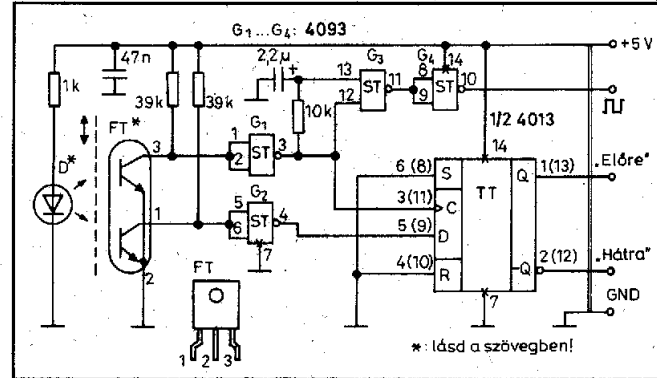 G₁...G₄: 4093
+5 V
47n
2,2µ
+
G₃
G₄
14
1k
39k
39k
13
12
11
ST
8
9
ST
10
10k
1/2 4013
FT*
3
G₁
1
2
ST
3
14
6 (8)
S
Q
1(13)
„Előre"
D*
TT
3 (11)
C
1
G₂
5
6
ST
4
5 (9)
D
7
2
FT
4(10)
R
-Q
2 (12)
„Hátra"
7
GND
1
2
3
*: lásd a szövegben!